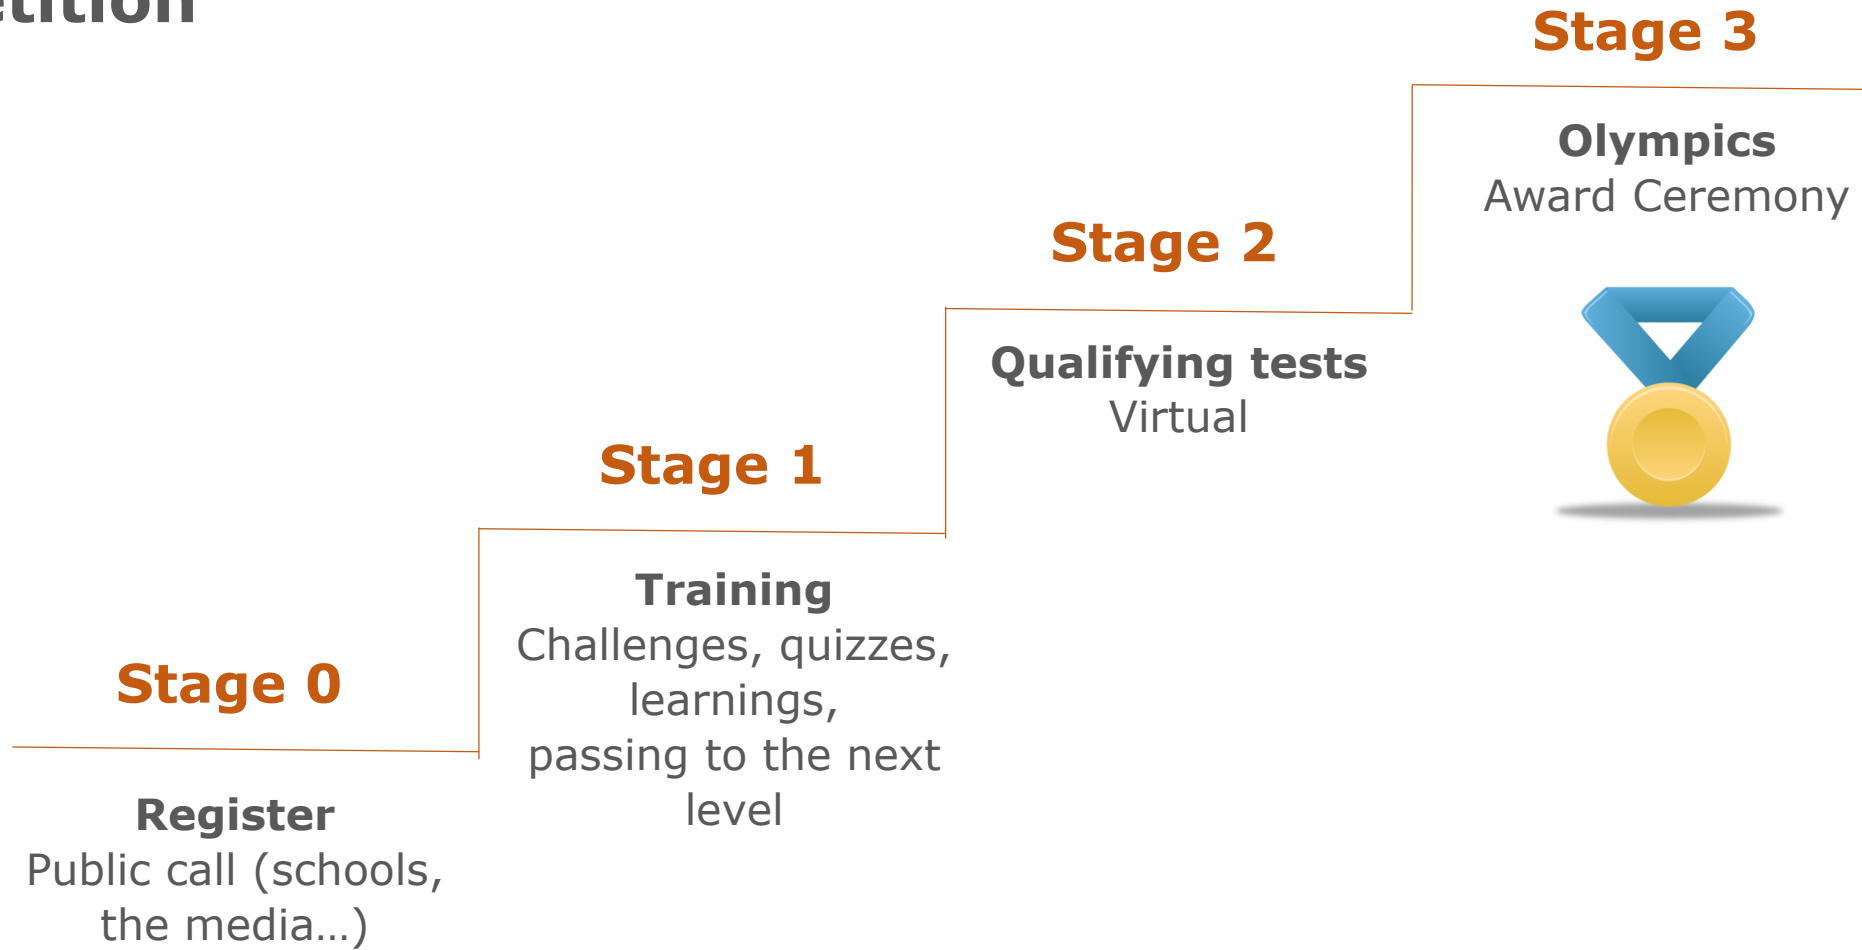 etition
Stage 3
Olympics
Award Ceremony
Stage 2
Qualifying tests
Virtual
Stage 1
Training
Challenges, quizzes,
learnings,
passing to the next
level
Stage 0
Register
Public call (schools,
the media…)